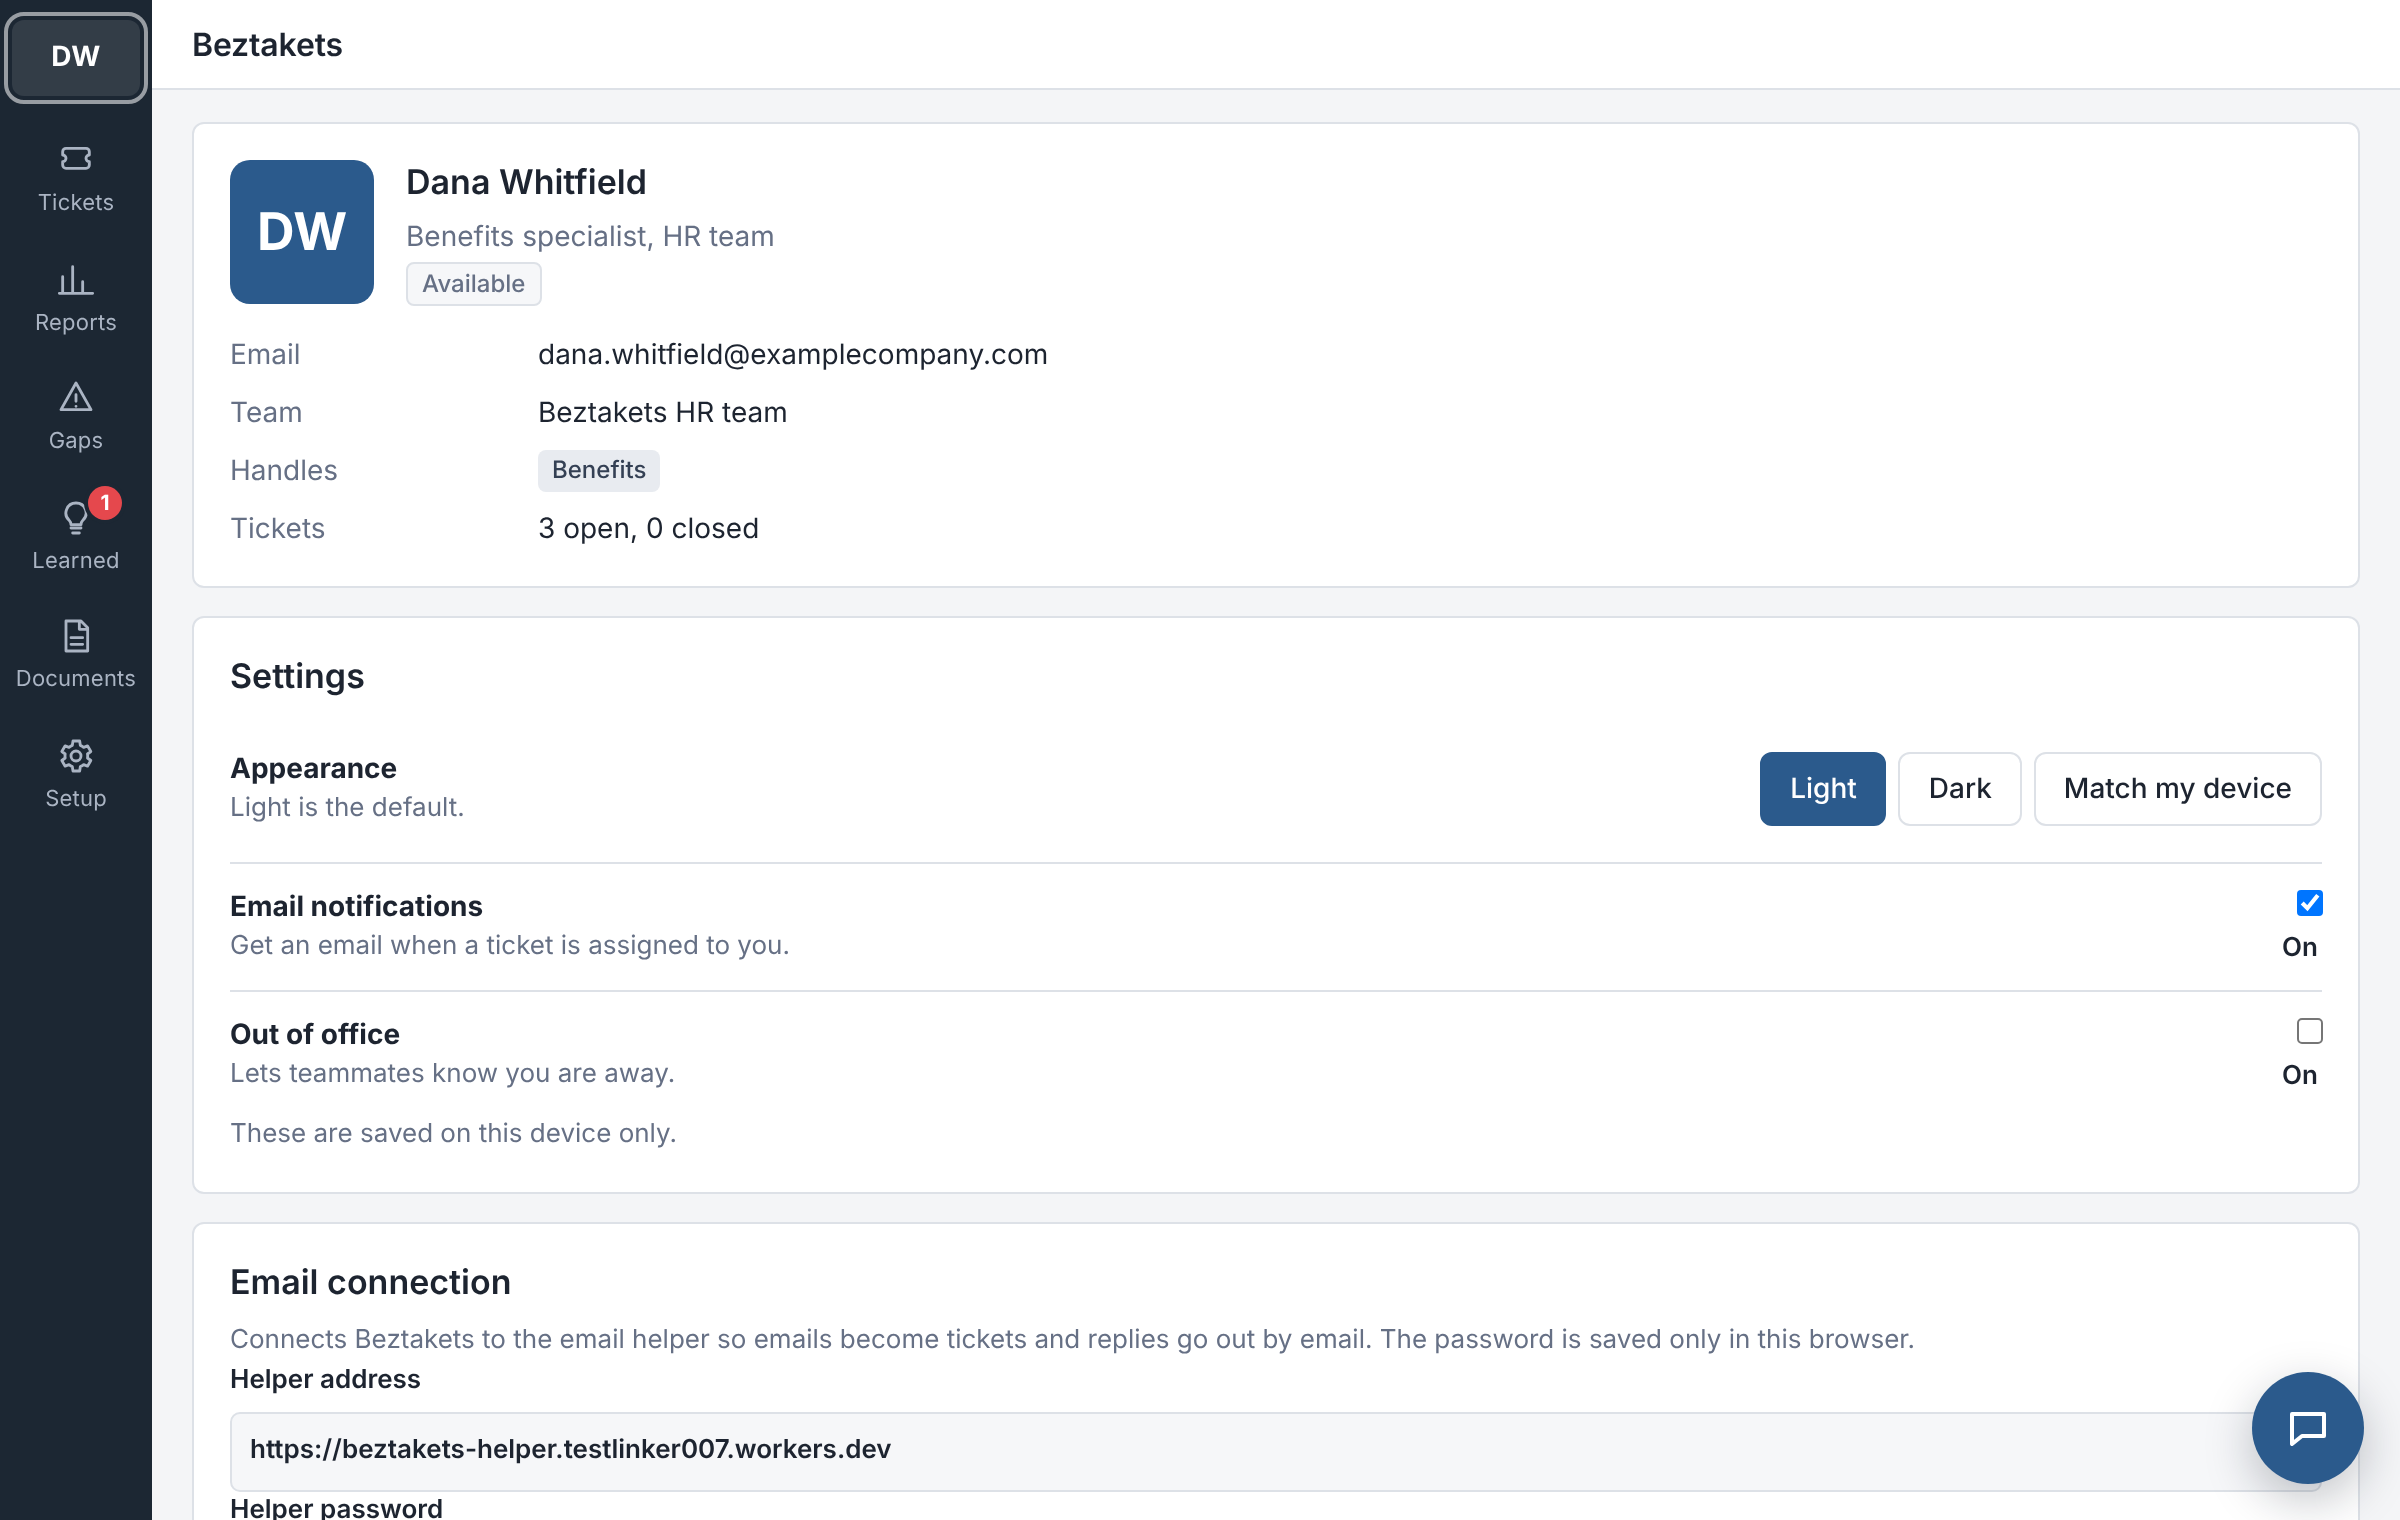 DW
Tickets
Reports
Gaps
1
Learned
Documents
Setup
Beztakets
DW
Dana Whitfield
Benefits specialist, HR team
Available
Email dana.whitfield@examplecompany.com
Team Beztakets HR team
Handles Benefits
Tickets 3 open, 0 closed
Settings
Appearance
Light is the default.
Light Dark Match my device
Email notifications
Get an email when a ticket is assigned to you.
On
Out of office
Lets teammates know you are away.
On
These are saved on this device only.
Email connection
Connects Beztakets to the email helper so emails become tickets and replies go out by email. The password is saved only in this browser.
Helper address
https://beztakets-helper.testlinker007.workers.dev
Helper password